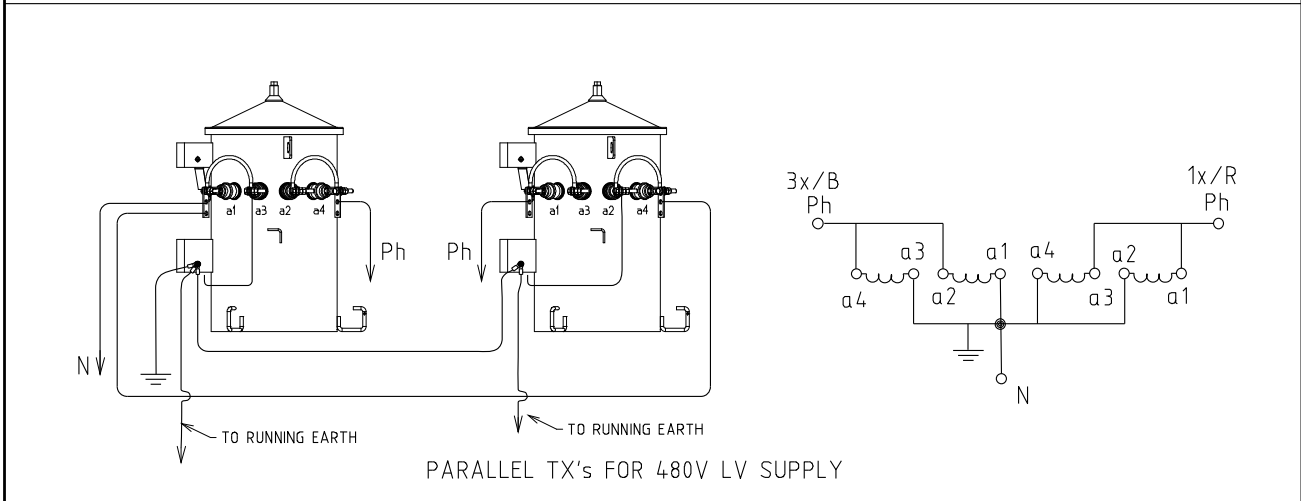 a1 a3 a2 a4
Ph
N
TO RUNNING EARTH
a1 a3 a2 a4
Ph
TO RUNNING EARTH
3x/B
Ph
1x/R
Ph
a3 a1 a4 a2
a4 a2 a3 a1
N
PARALLEL TX's FOR 480V LV SUPPLY